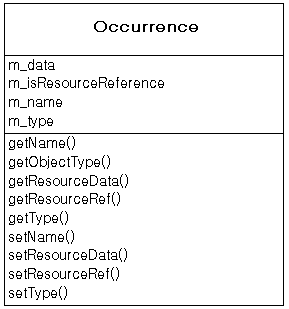 Occurrence
m_data
m_isResourceReference
m_name
m_type
getName()
getObjectType()
getResourceData()
getResourceRef()
getType()
setName()
setResourceData()
setResourceRef()
setType()